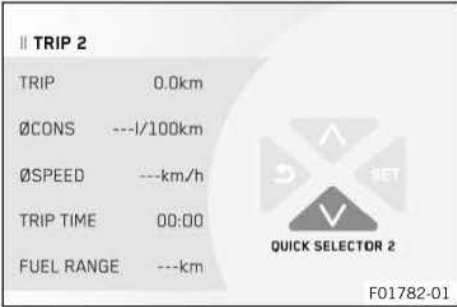 TRIP 2
TRIP 0.0km
ØCONS ---l/100km
ØSPEED ---km/h
TRIP TIME 00:00
FUEL RANGE ---km
SET
QUICK SELECTOR 2
F01782-01